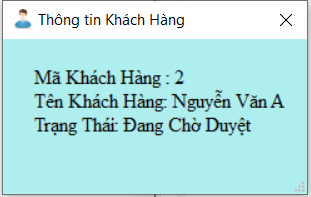 Thông tin Khách Hàng
Mã Khách Hàng : 2
Tên Khách Hàng: Nguyễn Văn A
Trạng Thái: Đang Chờ Duyệt